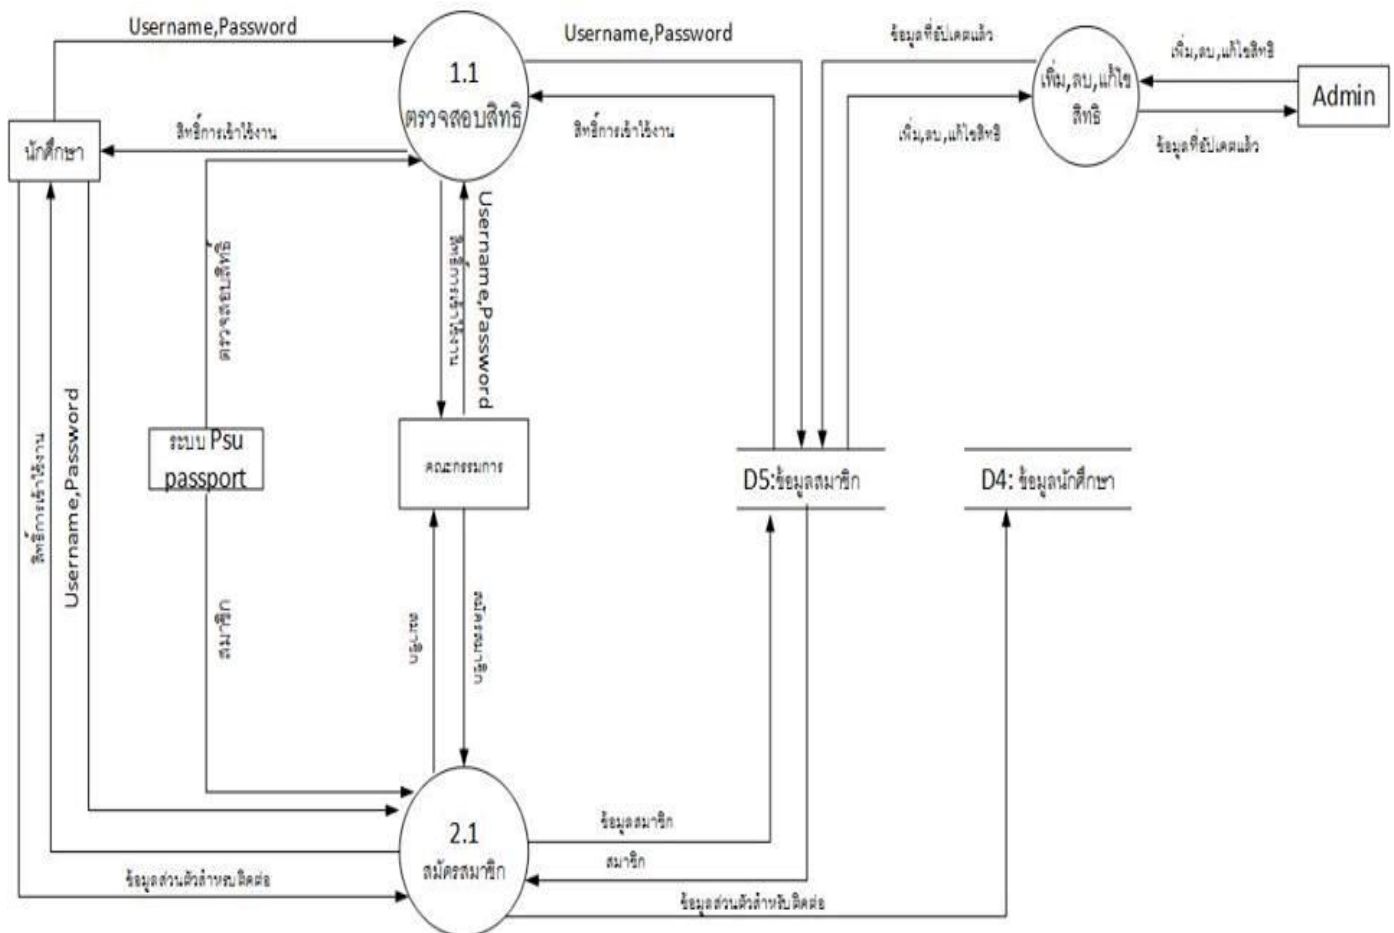 Username,Password
Username,Password
ข้อมูลที่อัปเดตแล้ว
เพิ่ม,ลบ,แก้ไขสิทธิ
1.1
ตรวจสอบสิทธิ
เพิ่ม,ลบ,แก้ไข
สิทธิ
Admin
นักศึกษา
สิทธิ์การเข้าใช้งาน
สิทธิ์การเข้าใช้งาน
เพิ่ม,ลบ,แก้ไขสิทธิ
ข้อมูลที่อัปเดตแล้ว
ตรวจสอบสิทธิ์
สิทธิ์การเข้าใช้งาน
Username,Password
สิทธิ์การเข้าใช้งาน
Username,Password
ระบบ Psu
passport
คณะกรรมการ
D5:ข้อมูลสมาชิก
D4: ข้อมูลนักศึกษา
สมาชิก
สมาชิก
สมัครสมาชิก
2.1
สมัครสมาชิก
ข้อมูลสมาชิก
สมาชิก
ข้อมูลส่วนตัวสำหรับติดต่อ
ข้อมูลส่วนตัวสำหรับติดต่อ